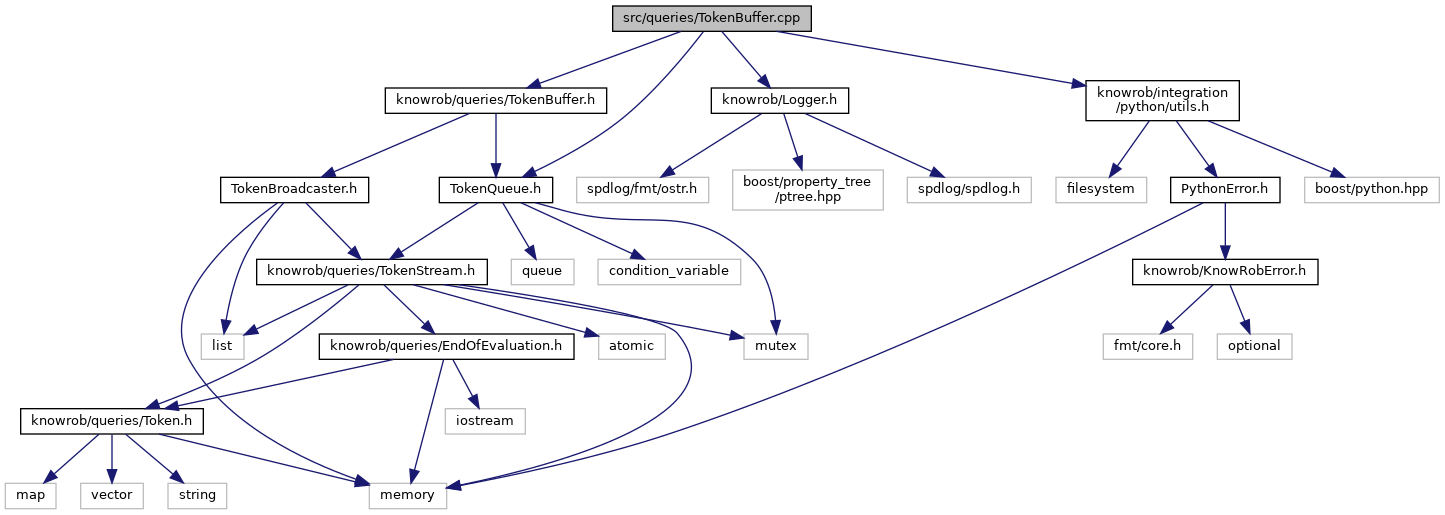 src/queries/TokenBuffer.cpp
knowrob/queries/TokenBuffer.h
knowrob/Logger.h
knowrob/integration
/python/utils.h
TokenBroadcaster.h
TokenQueue.h
spdlog/fmt/ostr.h
boost/property_tree
/ptree.hpp
spdlog/spdlog.h
filesystem
PythonError.h
boost/python.hpp
knowrob/queries/TokenStream.h
queue
condition_variable
knowrob/KnowRobError.h
list
knowrob/queries/EndOfEvaluation.h
atomic
mutex
fmt/core.h
optional
knowrob/queries/Token.h
iostream
map
vector
string
memory